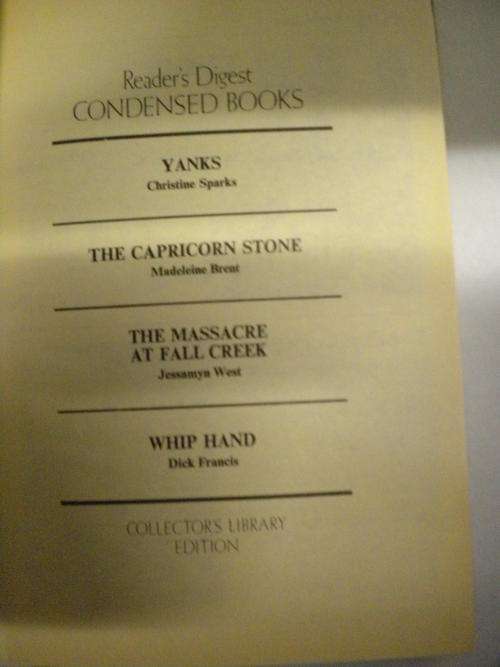 Reader's Digest
CONDENSED BOOKS
YANKS
Christine Sparks
THE CAPRICORN STONE
Madeleine Brent
THE MASSACRE
AT FALL CREEK
Jessamyn West
WHIP HAND
Dick Francis
COLLECTOR'S LIBRARY
EDITION